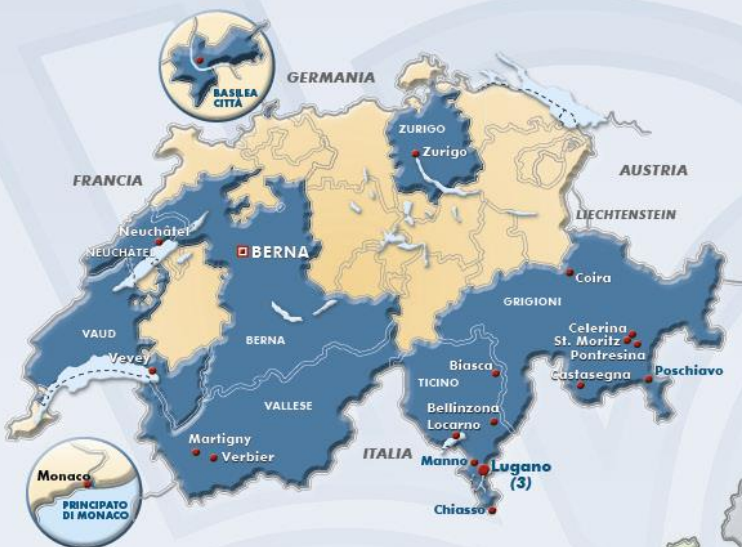 BASILEA
CITTÀ
GERMANIA
ZURIGO
Zurigo
FRANCIA
AUSTRIA
LIECHTENSTEIN
Neuchâtel
NEUCHÂTEL
BERNA
Coira
GRIGIONI
VAUD
BERNA
Celerina
St. Moritz
Pontresina
Vevey
Biasca
TICINO
Castasegna
Poschiavo
VALLESE
Bellinzona
Locarno
Martigny
Verbier
ITALIA
Manno
Lugano
(3)
Monaco
PRINCIPATO
DI MONACO
Chiasso